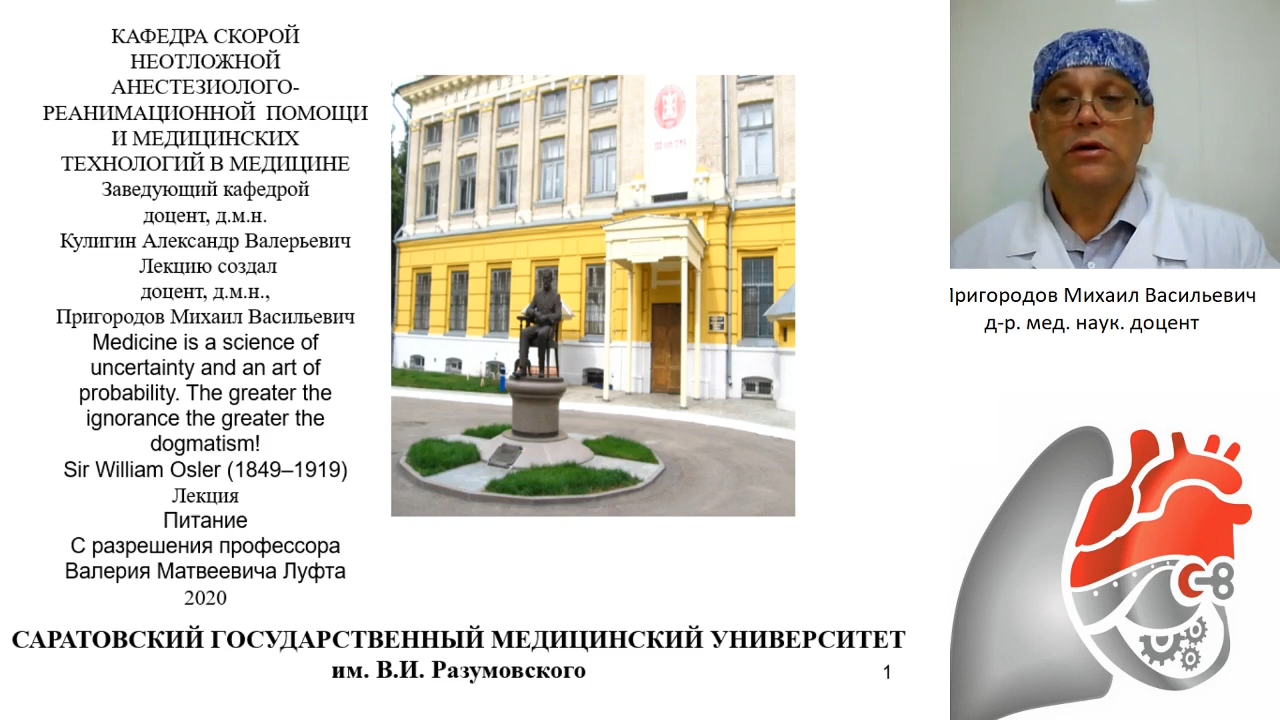 КАФЕДРА СКОРОЙ
НЕОТЛОЖНОЙ
АНЕСТЕЗИОЛОГО-
РЕАНИМАЦИОННОЙ ПОМОЩИ
И МЕДИЦИНСКИХ
ТЕХНОЛОГИЙ В МЕДИЦИНЕ
Заведующий кафедрой
доцент, д.м.н.
Кулигин Александр Валерьевич
Лекцию создал
доцент, д.м.н.,
Пригородов Михаил Васильевич
Medicine is a science of
uncertainty and an art of
probability. The greater the
ignorance the greater the
dogmatism!
Sir William Osler (1849–1919)
Лекция
Питание
С разрешения профессора
Валерия Матвеевича Луфта
2020
САРАТОВСКИЙ ГОСУДАРСТВЕННЫЙ МЕДИЦИНСКИЙ УНИВЕРСИТЕТ
им. В.И. Разумовского
1
Пригородов Михаил Васильевич
д-р. мед. наук. доцент